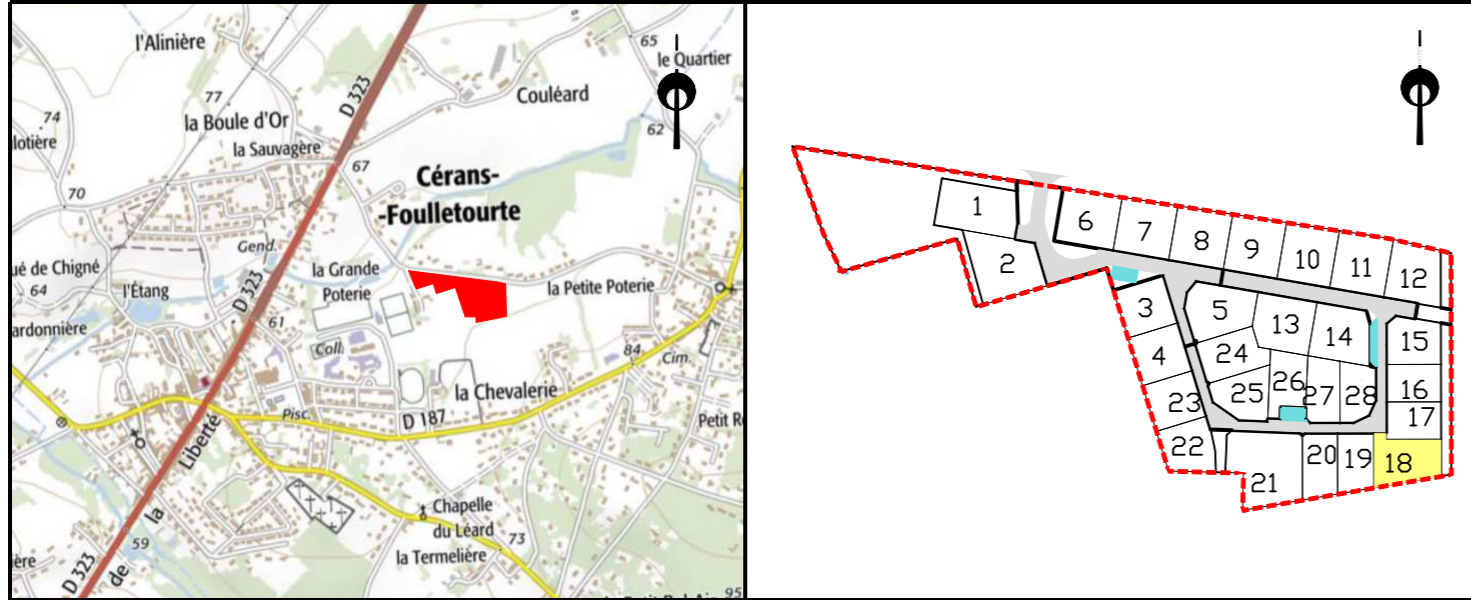 l'Alinière
65
le Quartier
D 323
Couléard
77
74
la Boule d'Or
62
lotière
la Sauvagère
67
Cérans-
-Foulletourte
70
Gend.
ué de Chigné
64
la Grande
Poterie
l'Étang
D 323
la Petite Poterie
ardonnière
61
Coll.
84
Cim.
la Chevalerie
Pisc.
D 187
Petit R
Liberté
la
de
Chapelle
du Léard
59
73
la Termelière
ière
D 323
95
1
2
6
7
8
9
10
11
12
3
4
5
13
14
15
24
25
26
27
28
16
17
23
22
21
20
19
18